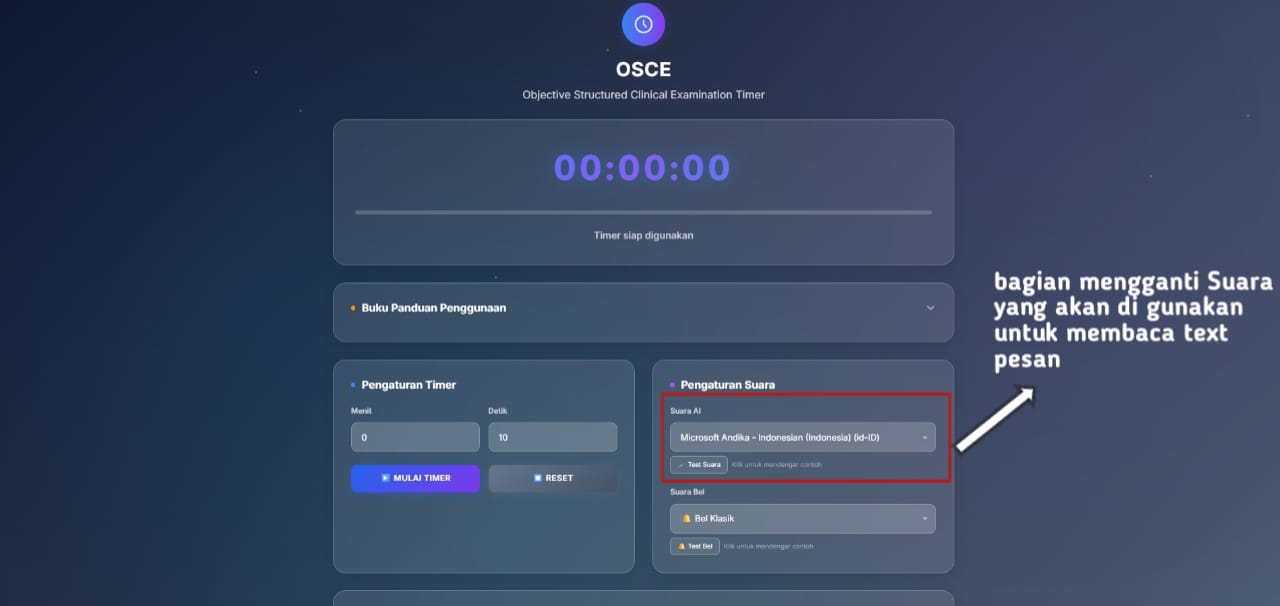 OSCE
Objective Structured Clinical Examination Timer
00:00:00
Timer siap digunakan
Buku Panduan Penggunaan
Pengaturan Timer
Menit
Detik
0
10
MULAI TIMER
RESET
Pengaturan Suara
Suara AI
Microsoft Andika - Indonesian (Indonesia) (id-ID)
Test Suara
Klik untuk mendengar contoh
Suara Bel
Bel Klasik
Test Bel
Klik untuk mendengar contoh
bagian mengganti Suara
yang akan di gunakan
untuk membaca text
pesan